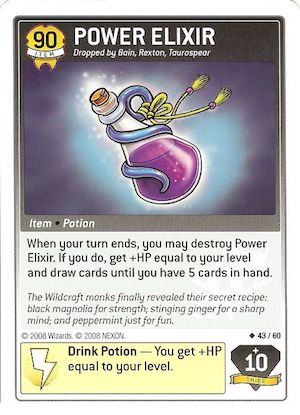 90
ITEM
POWER ELIXIR
Dropped by Bain, Rexton, Taurospear
Item • Potion
When your turn ends, you may destroy Power
Elixir. If you do, get +HP equal to your level
and draw cards until you have 5 cards in hand.
The Wildcraft monks finally revealed their secret recipe:
black magnolia for strength; stinging ginger for a sharp
mind; and peppermint just for fun.
© 2008 Wizards. © 2008 NEXON.
◆ 43 / 60
Drink Potion — You get +HP
equal to your level.
+
10